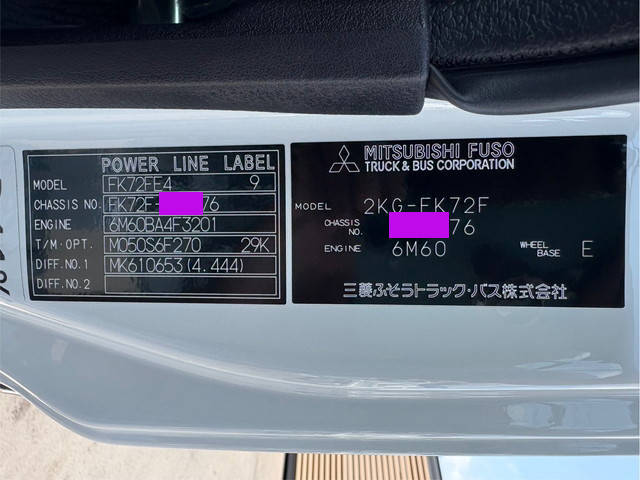 POWER LINE LABEL
MODEL FK72FE4 9
CHASSIS NO. FK72F- 76
ENGINE 6M60BA4F3201
T/M·OPT. M050S6F270 29K
DIFF.NO.1 MK610653(4.444)
DIFF.NO.2
MITSUBISHI FUSO
TRUCK & BUS CORPORATION
MODEL 2KG-FK72F
CHASSIS NO. 76
ENGINE 6M60 WHEEL BASE E
三菱ふそうトラック・バス株式会社